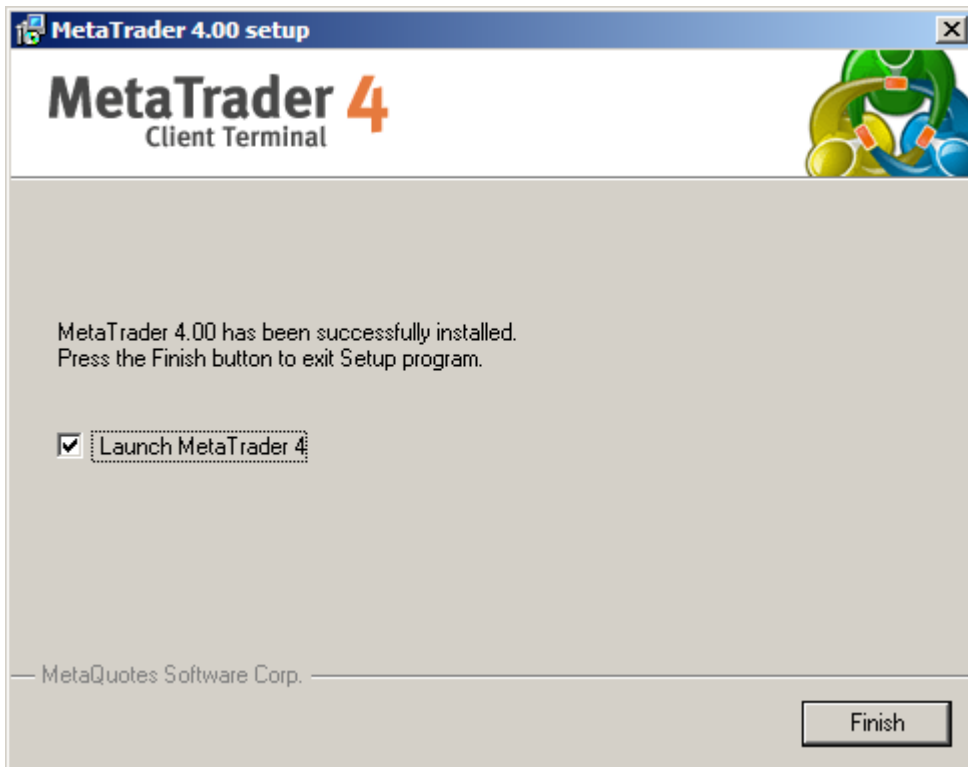 MetaTrader 4.00 setup
MetaTrader 4
Client Terminal
MetaTrader 4.00 has been successfully installed.
Press the Finish button to exit Setup program.
Launch MetaTrader 4
MetaQuotes Software Corp.
Finish